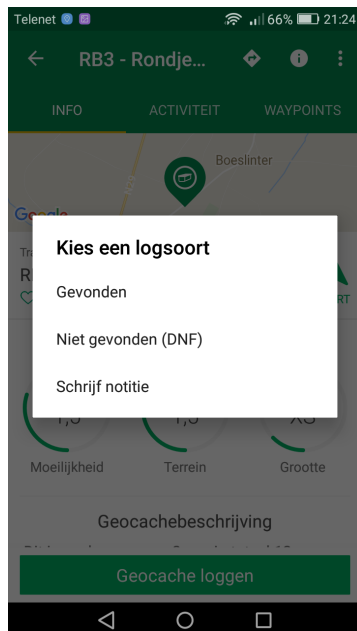 Telenet 66% 21:24
RB3 - Rondje...
INFO ACTIVITEIT WAYPOINTS
Boeslinter
Google
Kies een logsoort
Gevonden
Niet gevonden (DNF)
Schrijf notitie
Moeilijkheid Terrein Grootte
Geocachebeschrijving
Geocache loggen